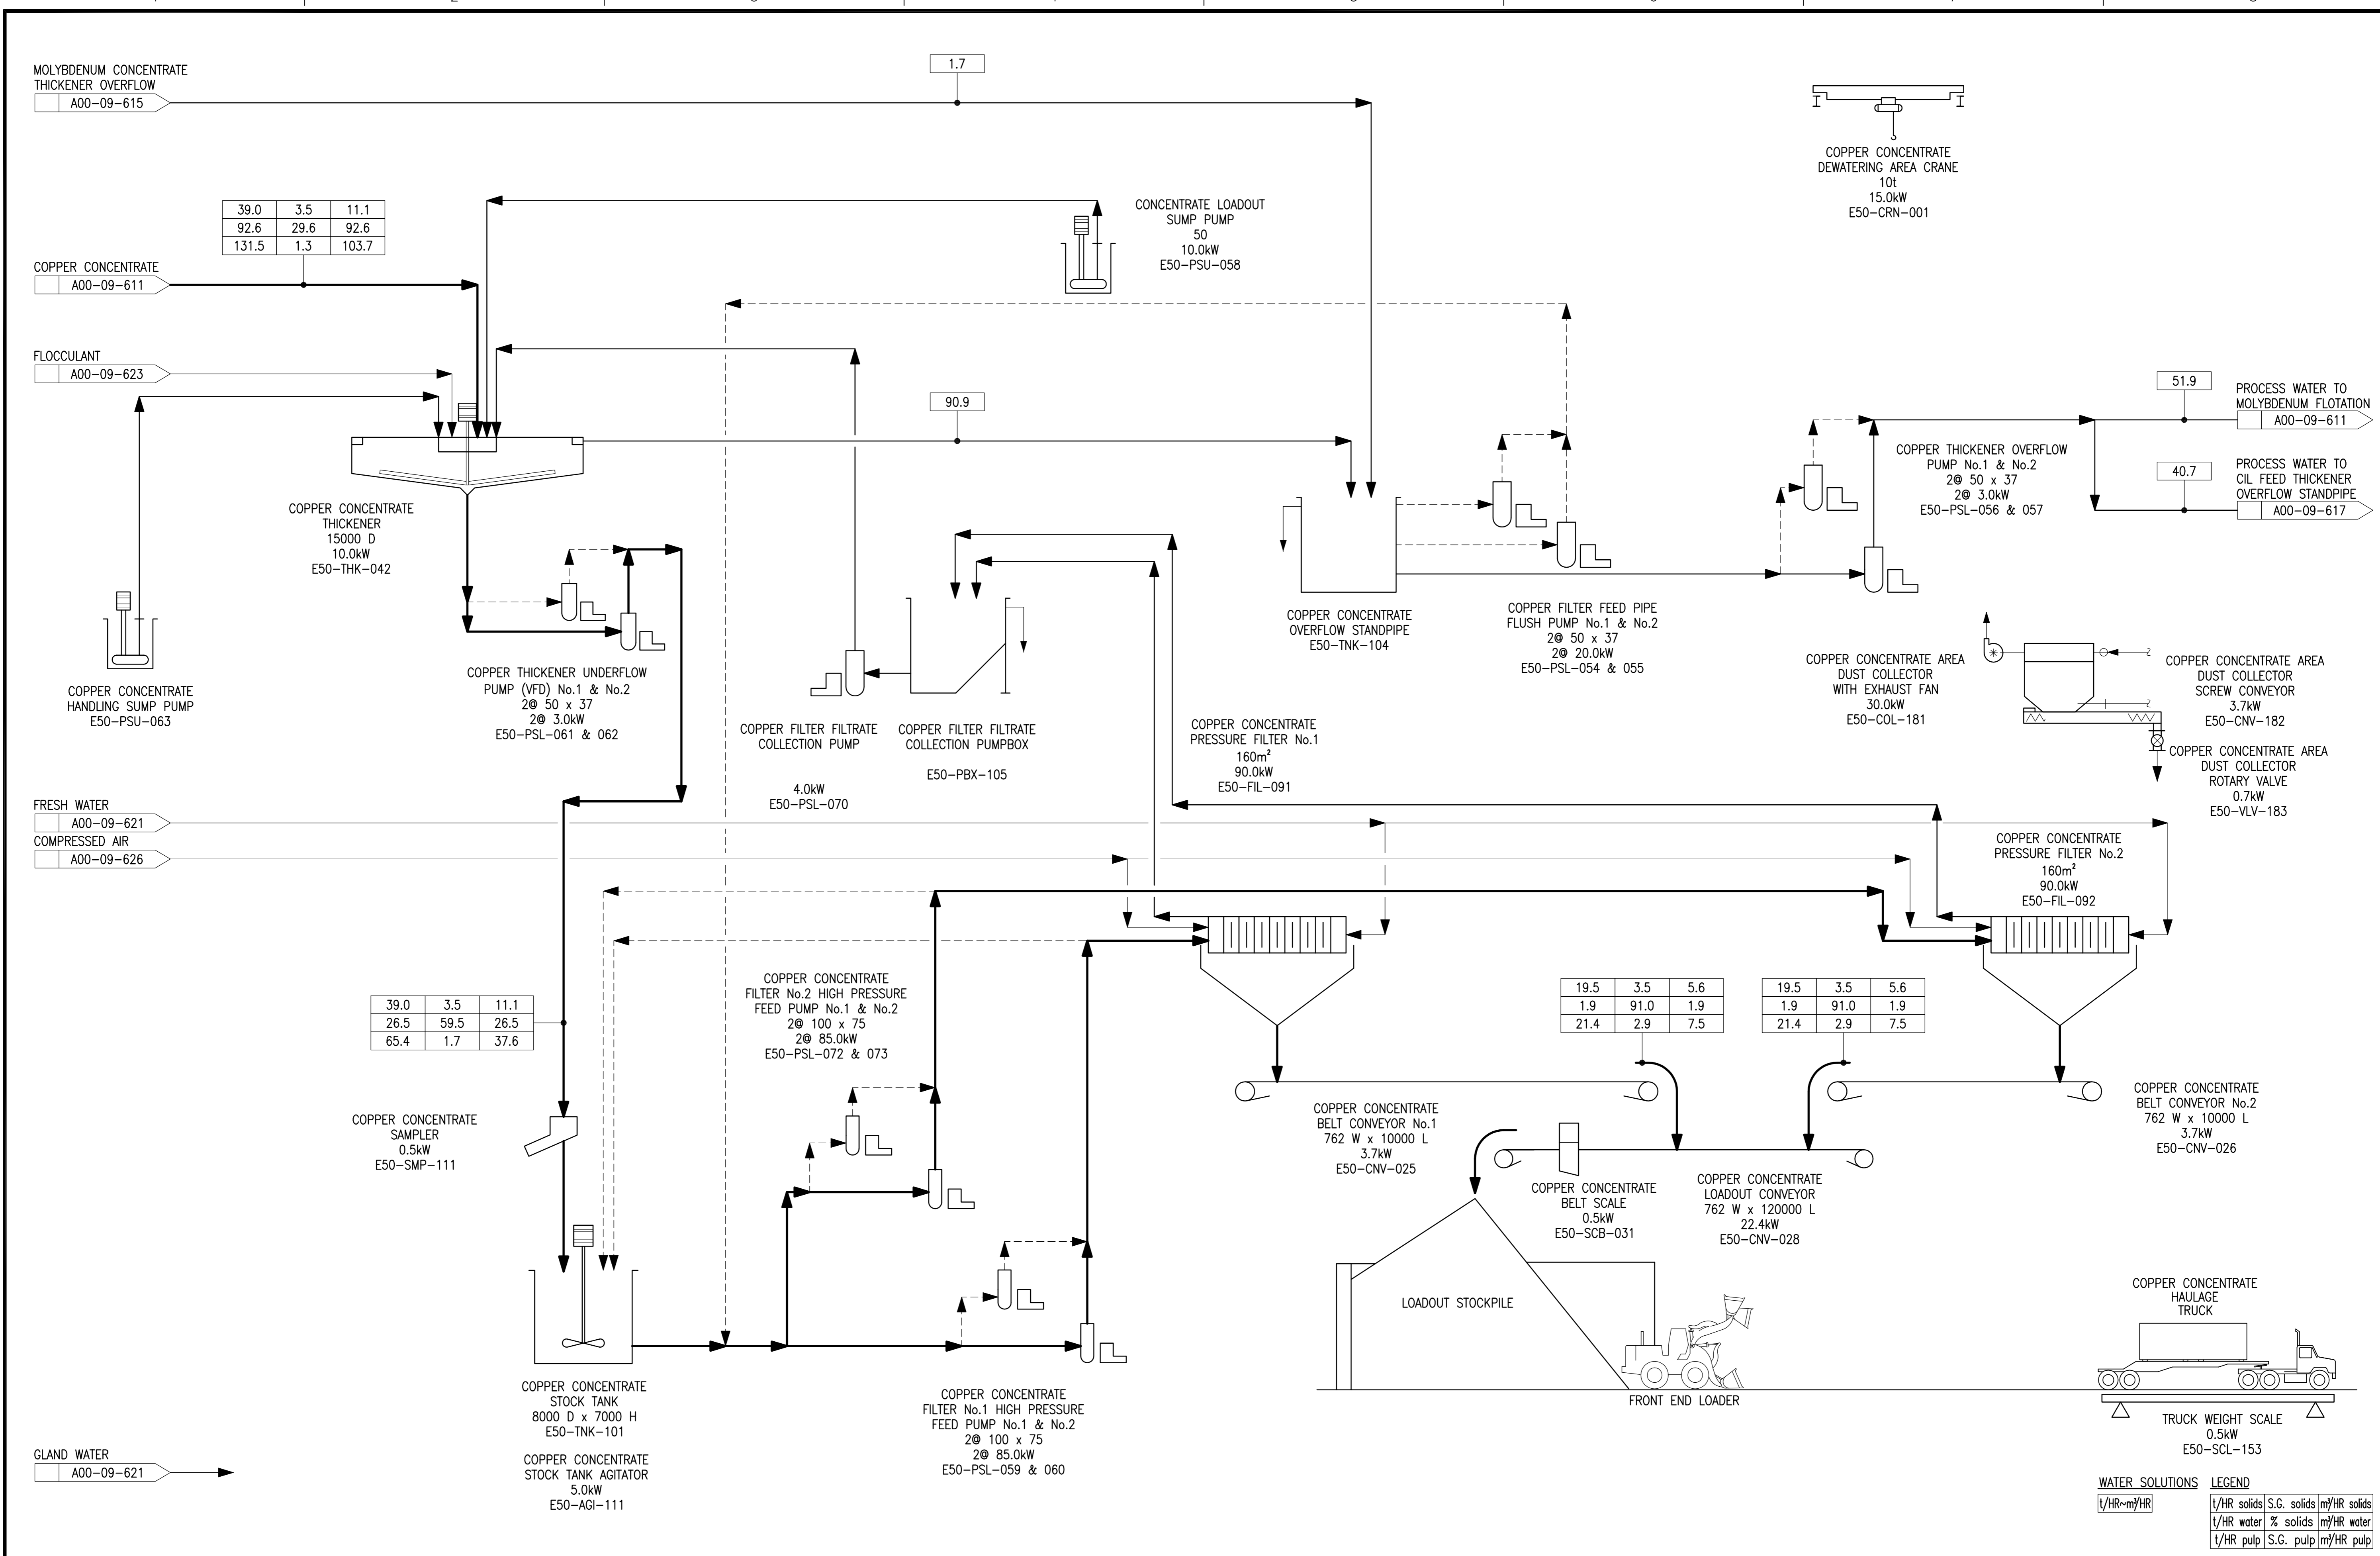 MOLYBDENUM CONCENTRATE
THICKENER OVERFLOW
A00-09-615
1.7
COPPER CONCENTRATE
DEWATERING AREA CRANE
10t
15.0kW
E50-CRN-001
39.0 3.5 11.1
92.6 29.6 92.6
131.5 1.3 103.7
CONCENTRATE LOADOUT
SUMP PUMP
50
10.0kW
E50-PSU-058
COPPER CONCENTRATE
A00-09-611
FLOCCULANT
A00-09-623
90.9
51.9
PROCESS WATER TO
MOLYBDENUM FLOTATION
A00-09-611
40.7
PROCESS WATER TO
CIL FEED THICKENER
OVERFLOW STANDPIPE
A00-09-617
COPPER THICKENER OVERFLOW
PUMP No.1 & No.2
2@ 50 x 37
2@ 3.0kW
E50-PSL-056 & 057
COPPER CONCENTRATE
THICKENER
15000 D
10.0kW
E50-THK-042
COPPER CONCENTRATE
HANDLING SUMP PUMP
E50-PSU-063
COPPER THICKENER UNDERFLOW
PUMP (VFD) No.1 & No.2
2@ 50 x 37
2@ 3.0kW
E50-PSL-061 & 062
COPPER FILTER FILTRATE
COLLECTION PUMP
4.0kW
E50-PSL-070
COPPER FILTER FILTRATE
COLLECTION PUMPBOX
E50-PBX-105
COPPER CONCENTRATE
OVERFLOW STANDPIPE
E50-TNK-104
COPPER FILTER FEED PIPE
FLUSH PUMP No.1 & No.2
2@ 50 x 37
2@ 20.0kW
E50-PSL-054 & 055
COPPER CONCENTRATE
PRESSURE FILTER No.1
160m²
90.0kW
E50-FIL-091
COPPER CONCENTRATE AREA
DUST COLLECTOR
WITH EXHAUST FAN
30.0kW
E50-COL-181
COPPER CONCENTRATE AREA
DUST COLLECTOR
SCREW CONVEYOR
3.7kW
E50-CNV-182
COPPER CONCENTRATE AREA
DUST COLLECTOR
ROTARY VALVE
0.7kW
E50-VLV-183
FRESH WATER
A00-09-621
COMPRESSED AIR
A00-09-626
COPPER CONCENTRATE
PRESSURE FILTER No.2
160m²
90.0kW
E50-FIL-092
39.0 3.5 11.1
26.5 59.5 26.5
65.4 1.7 37.6
COPPER CONCENTRATE
FILTER No.2 HIGH PRESSURE
FEED PUMP No.1 & No.2
2@ 100 x 75
2@ 85.0kW
E50-PSL-072 & 073
19.5 3.5 5.6
1.9 91.0 1.9
21.4 2.9 7.5
19.5 3.5 5.6
1.9 91.0 1.9
21.4 2.9 7.5
COPPER CONCENTRATE
SAMPLER
0.5kW
E50-SMP-111
COPPER CONCENTRATE
BELT CONVEYOR No.1
762 W x 10000 L
3.7kW
E50-CNV-025
COPPER CONCENTRATE
BELT CONVEYOR No.2
762 W x 10000 L
3.7kW
E50-CNV-026
COPPER CONCENTRATE
BELT SCALE
0.5kW
E50-SCB-031
COPPER CONCENTRATE
LOADOUT CONVEYOR
762 W x 120000 L
22.4kW
E50-CNV-028
LOADOUT STOCKPILE
COPPER CONCENTRATE
HAULAGE
TRUCK
FRONT END LOADER
TRUCK WEIGHT SCALE
0.5kW
E50-SCL-153
COPPER CONCENTRATE
STOCK TANK
8000 D x 7000 H
E50-TNK-101
COPPER CONCENTRATE
STOCK TANK AGITATOR
5.0kW
E50-AGI-111
COPPER CONCENTRATE
FILTER No.1 HIGH PRESSURE
FEED PUMP No.1 & No.2
2@ 100 x 75
2@ 85.0kW
E50-PSL-059 & 060
GLAND WATER
A00-09-621
WATER SOLUTIONS
t/HR~m³/HR
LEGEND
t/HR solids S.G. solids m³/HR solids
t/HR water % solids m³/HR water
t/HR pulp S.G. pulp m³/HR pulp